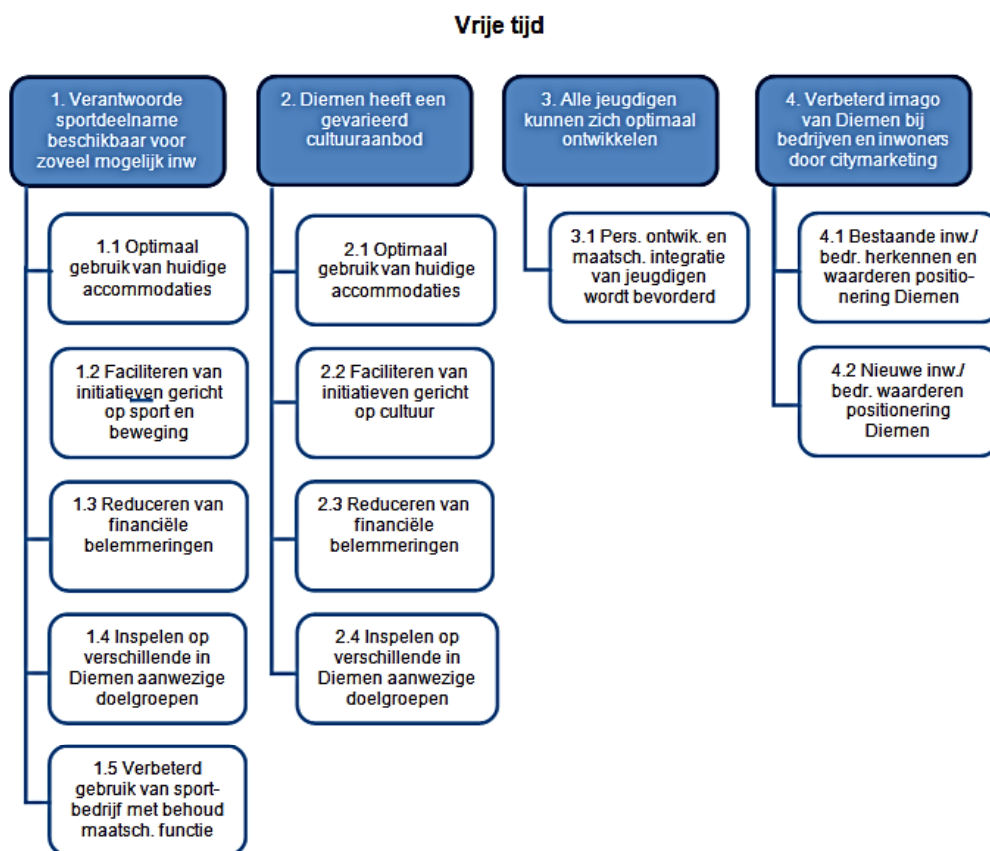 Vrije tijd
1. Verantwoorde
sportdeelname
beschikbaar voor
zoveel mogelijk inw
1.1 Optimaal
gebruik van huidige
accommodaties
1.2 Faciliteren van
initiatieven gericht
op sport en
beweging
1.3 Reduceren van
financiële
belemmeringen
1.4 Inspelen op
verschillende in
Diemen aanwezige
doelgroepen
1.5 Verbeterd
gebruik van sport-
bedrijf met behoud
maatsch. functie
2. Diemen heeft een
gevarieerd
cultuuraanbod
2.1 Optimaal
gebruik van huidige
accommodaties
2.2 Faciliteren van
initiatieven gericht
op cultuur
2.3 Reduceren van
financiële
belemmeringen
2.4 Inspelen op
verschillende in
Diemen aanwezige
doelgroepen
3. Alle jeugdigen
kunnen zich optimaal
ontwikkelen
3.1 Pers. ontwik. en
maatsch. integratie
van jeugdigen
wordt bevorderd
4. Verbeterd imago
van Diemen bij
bedrijven en inwoners
door citymarketing
4.1 Bestaande inw./
bedr. herkennen en
waarderen positio-
nering Diemen
4.2 Nieuwe inw./
bedr. waarderen
positionering
Diemen